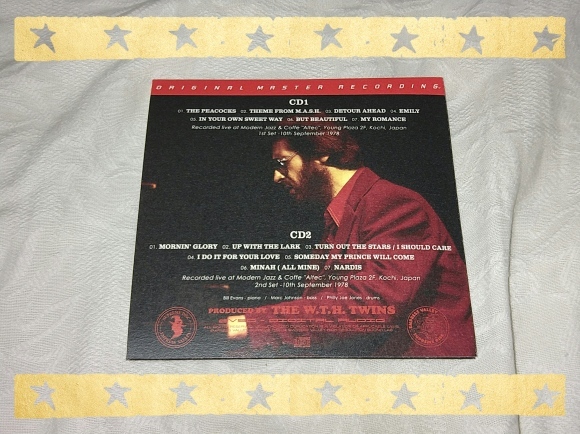 ORIGINAL MASTER RECORDING
CD1
01 THE PEACOCKS 02 THEME FROM M.A.S.H. 03 DETOUR AHEAD 04 EMILY
05 IN YOUR OWN SWEET WAY 06 BUT BEAUTIFUL 07 MY ROMANCE
Recorded live at Modern Jazz & Coffe "Altec", Young Plaza 2F, Kochi, Japan
1st Set -10th September 1978
CD2
01. MORNIN' GLORY 02. UP WITH THE LARK 03. TURN OUT THE STARS / I SHOULD CARE
04. I DO IT FOR YOUR LOVE 05. SOMEDAY MY PRINCE WILL COME
06. MINAH ( ALL MINE) 07. NARDIS
Recorded live at Modern Jazz & Coffe "Altec", Young Plaza 2F, Kochi, Japan
2nd Set -10th September 1978
Bill Evans - piano / Marc Johnson - bass / Philly Joe Jones - drums
PRODUCED BY THE W.T.H. TWINS
DIGITAL AUDIO